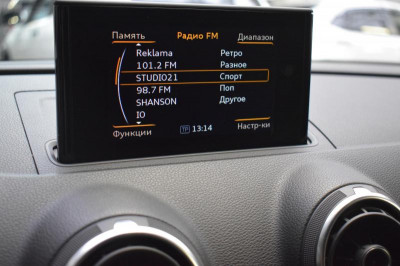 Память Радио FM Диапазон
Reklama Ретро
101.2 FM Разное
STUDIO21 Спорт
98.7 FM Поп
SHANSON Другое
IO
Функции TP 13:14 Настр-ки